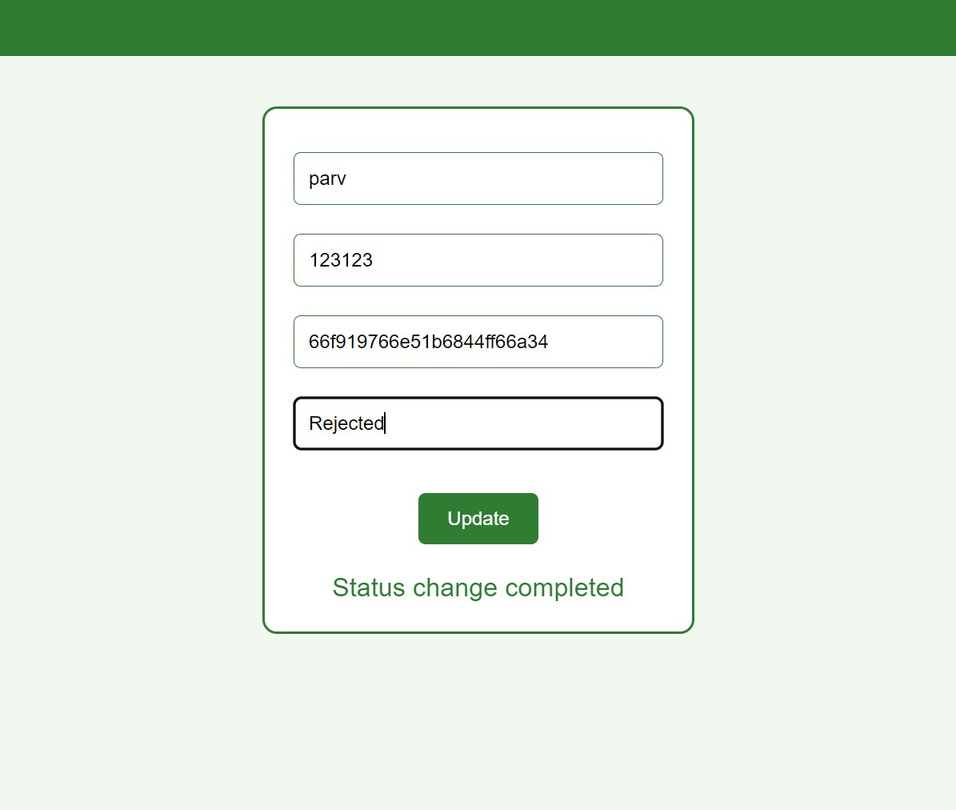 parv
123123
66f919766e51b6844ff66a34
Rejected
Update
Status change completed